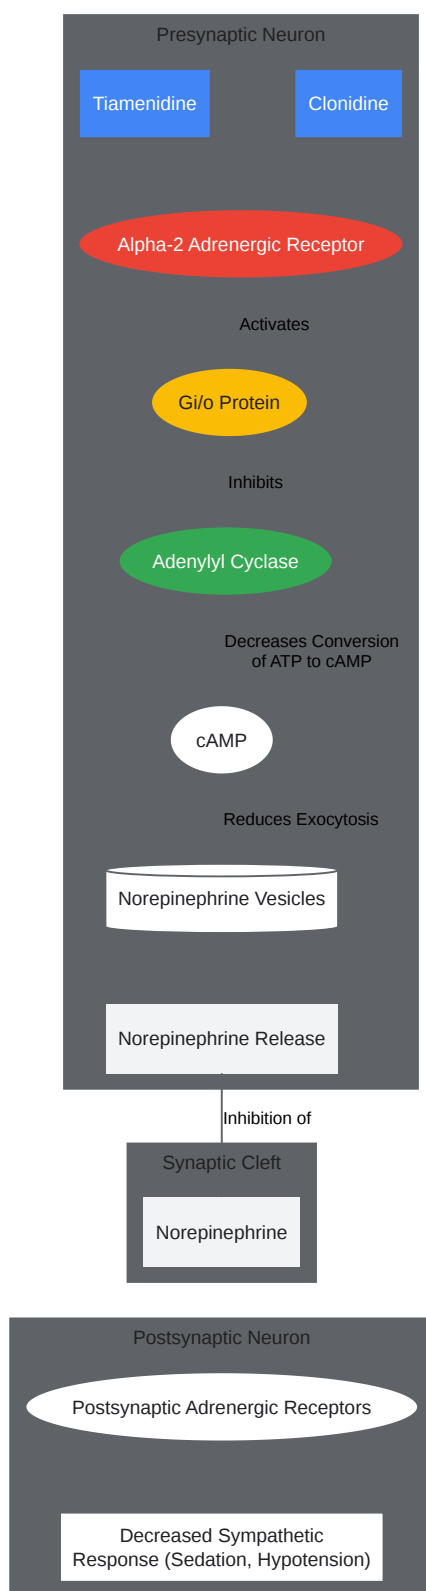 Presynaptic Neuron
Tiamenidine
Clonidine
Alpha-2 Adrenergic Receptor
Activates
Gi/o Protein
Inhibits
Adenylyl Cyclase
Decreases Conversion
of ATP to cAMP
cAMP
Reduces Exocytosis
Norepinephrine Vesicles
Norepinephrine Release
Inhibition of
Synaptic Cleft
Norepinephrine
Postsynaptic Neuron
Postsynaptic Adrenergic Receptors
Decreased Sympathetic
Response (Sedation, Hypotension)